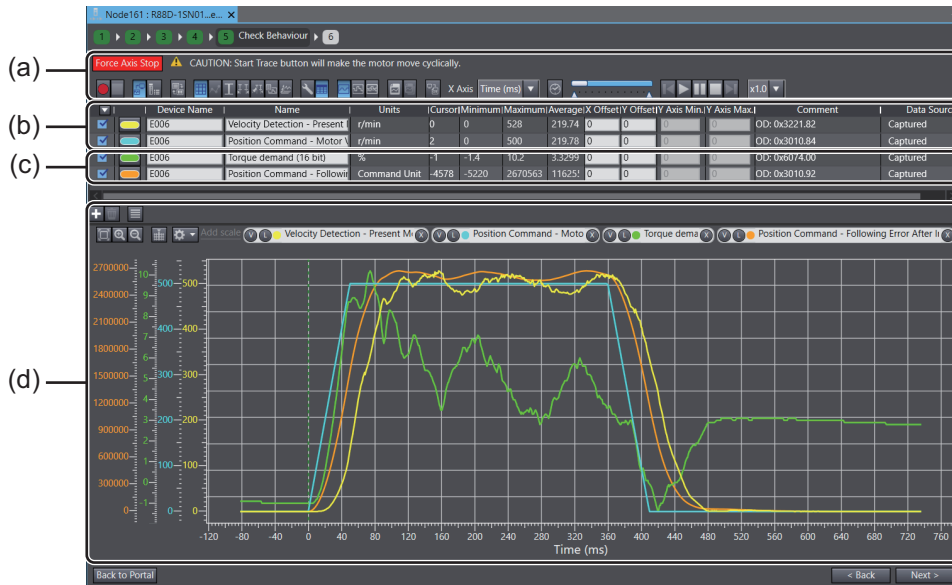 Node161 : R88D-1SN01...e... X
1 2 3 4 5 Check Behaviour 6
(a)
Force Axis Stop CAUTION: Start Trace button will make the motor move cyclically.
X Axis Time (ms) x1.0
Device Name Name Units Cursor Minimum Maximum Average X Offset Y Offset Y Axis Min. Y Axis Max. Comment Data Sourc
(b)
E006 Velocity Detection - Present r/min 0 0 528 219.74 0 0 0 0 OD: 0x3221.82 Captured
E006 Position Command - Motor r/min 2 0 500 219.78 0 0 0 0 OD: 0x3010.84 Captured
(c)
E006 Torque demand (16 bit) % -1 -1.4 10.2 3.3299 0 0 0 0 OD: 0x6074.00 Captured
E006 Position Command - Followin Command Unit -4578 -5220 2670563 11625 0 0 0 0 OD: 0x3010.92 Captured
Add scale V L Velocity Detection - Present M X V L Position Command - Moto X V L Torque dema X V L Position Command - Following Error After I X
(d)
2700000 10 500 500
9
2400000
8
400 400
2100000 7
1800000 6
300 300
1500000 5
4
1200000
200 200
900000 3
2
600000
100 100
1
300000 0
0 -1 0 0
-120 -80 -40 0 40 80 120 160 200 240 280 320 360 400 440 480 520 560 600 640 680 720 760
Time (ms)
Back to Portal < Back Next >